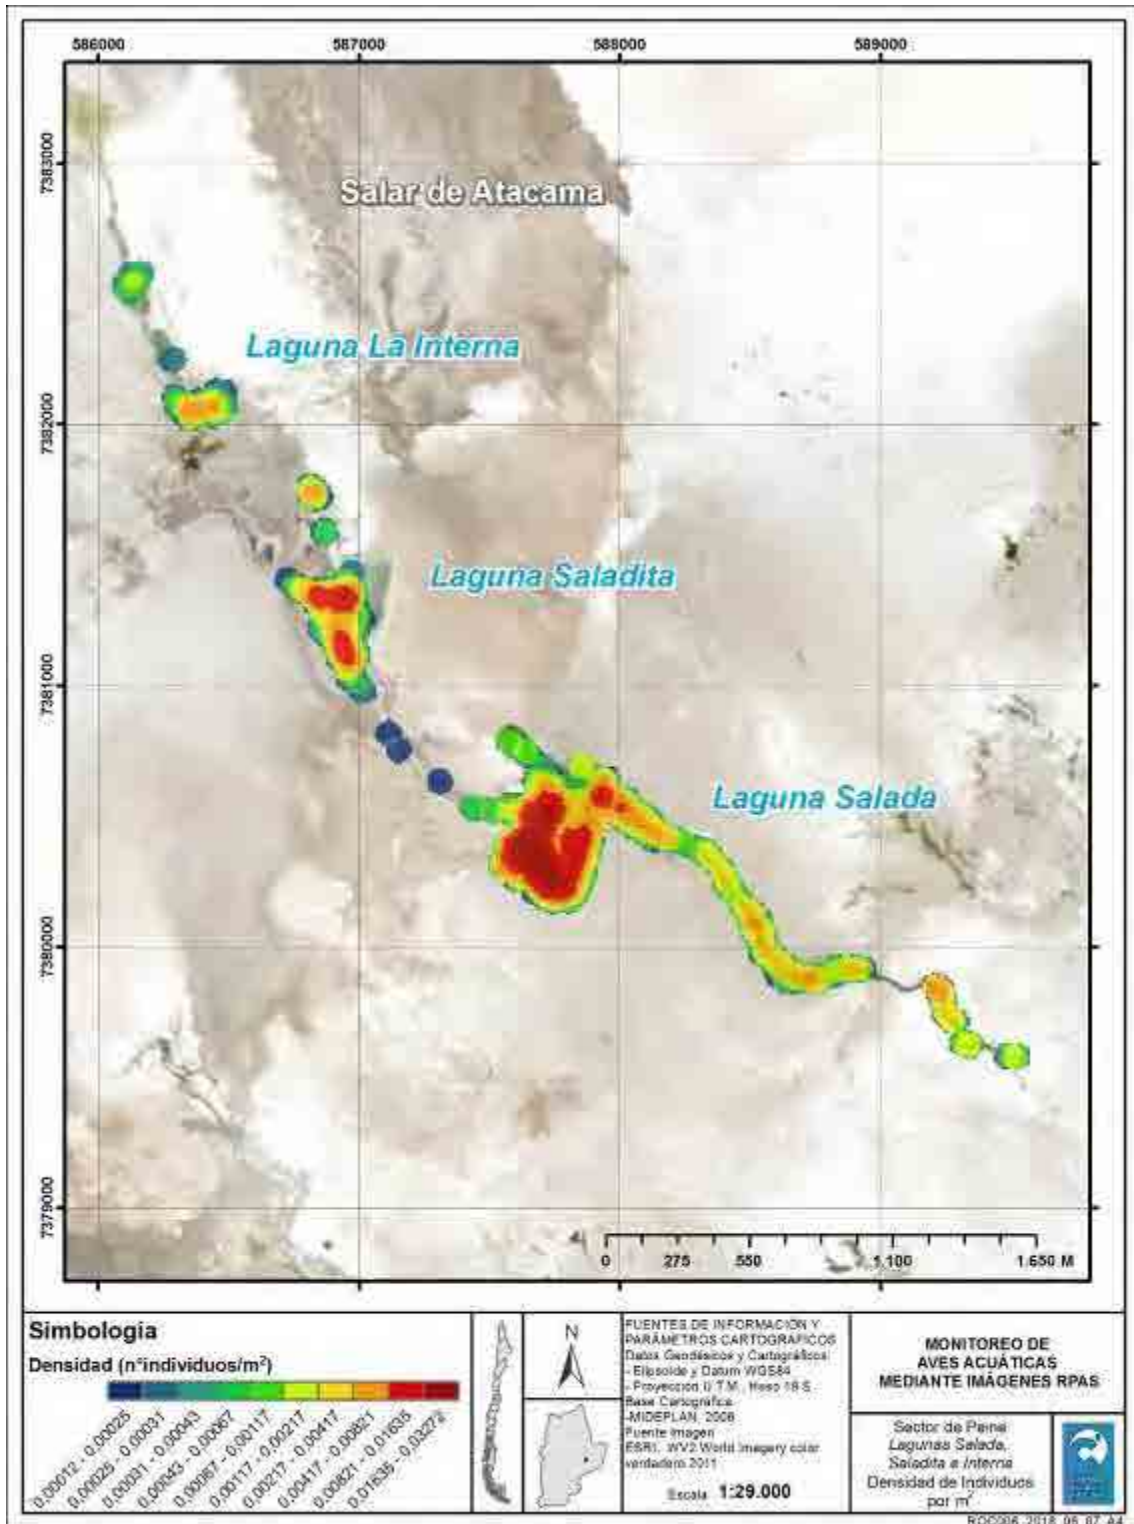 586000 587000 588000 589000
7383000
Salar de Atacama
Laguna La Interna
7382000
Laguna Saladita
7381000
Laguna Salada
7380000
7379000
0 275 550 1.100 1.650 M
Simbología
Densidad (n°individuos/m²)
0,00012 - 0,00025
0,00025 - 0,00031
0,00031 - 0,00043
0,00043 - 0,00067
0,00067 - 0,00117
0,00117 - 0,00217
0,00217 - 0,00417
0,00417 - 0,00821
0,00821 - 0,01635
0,01635 - 0,03272
N
FUENTES DE INFORMACIÓN Y
PARÁMETROS CARTOGRÁFICOS
Datos Geodésicos y Cartográficos
- Elipsoide y Datum WGS84
- Proyección U.T.M., Huso 19 S
Base Cartográfica
-MIDEPLAN, 2008
Fuente Imagen
ESRI, WV2 World Imagery color
verdadero 2011
Escala 1:29.000
MONITOREO DE
AVES ACUÁTICAS
MEDIANTE IMÁGENES RPAS
Sector de Peine
Lagunas Salada,
Saladita e Interna
Densidad de Individuos
por m²
ROC006_2018_06_07_A4